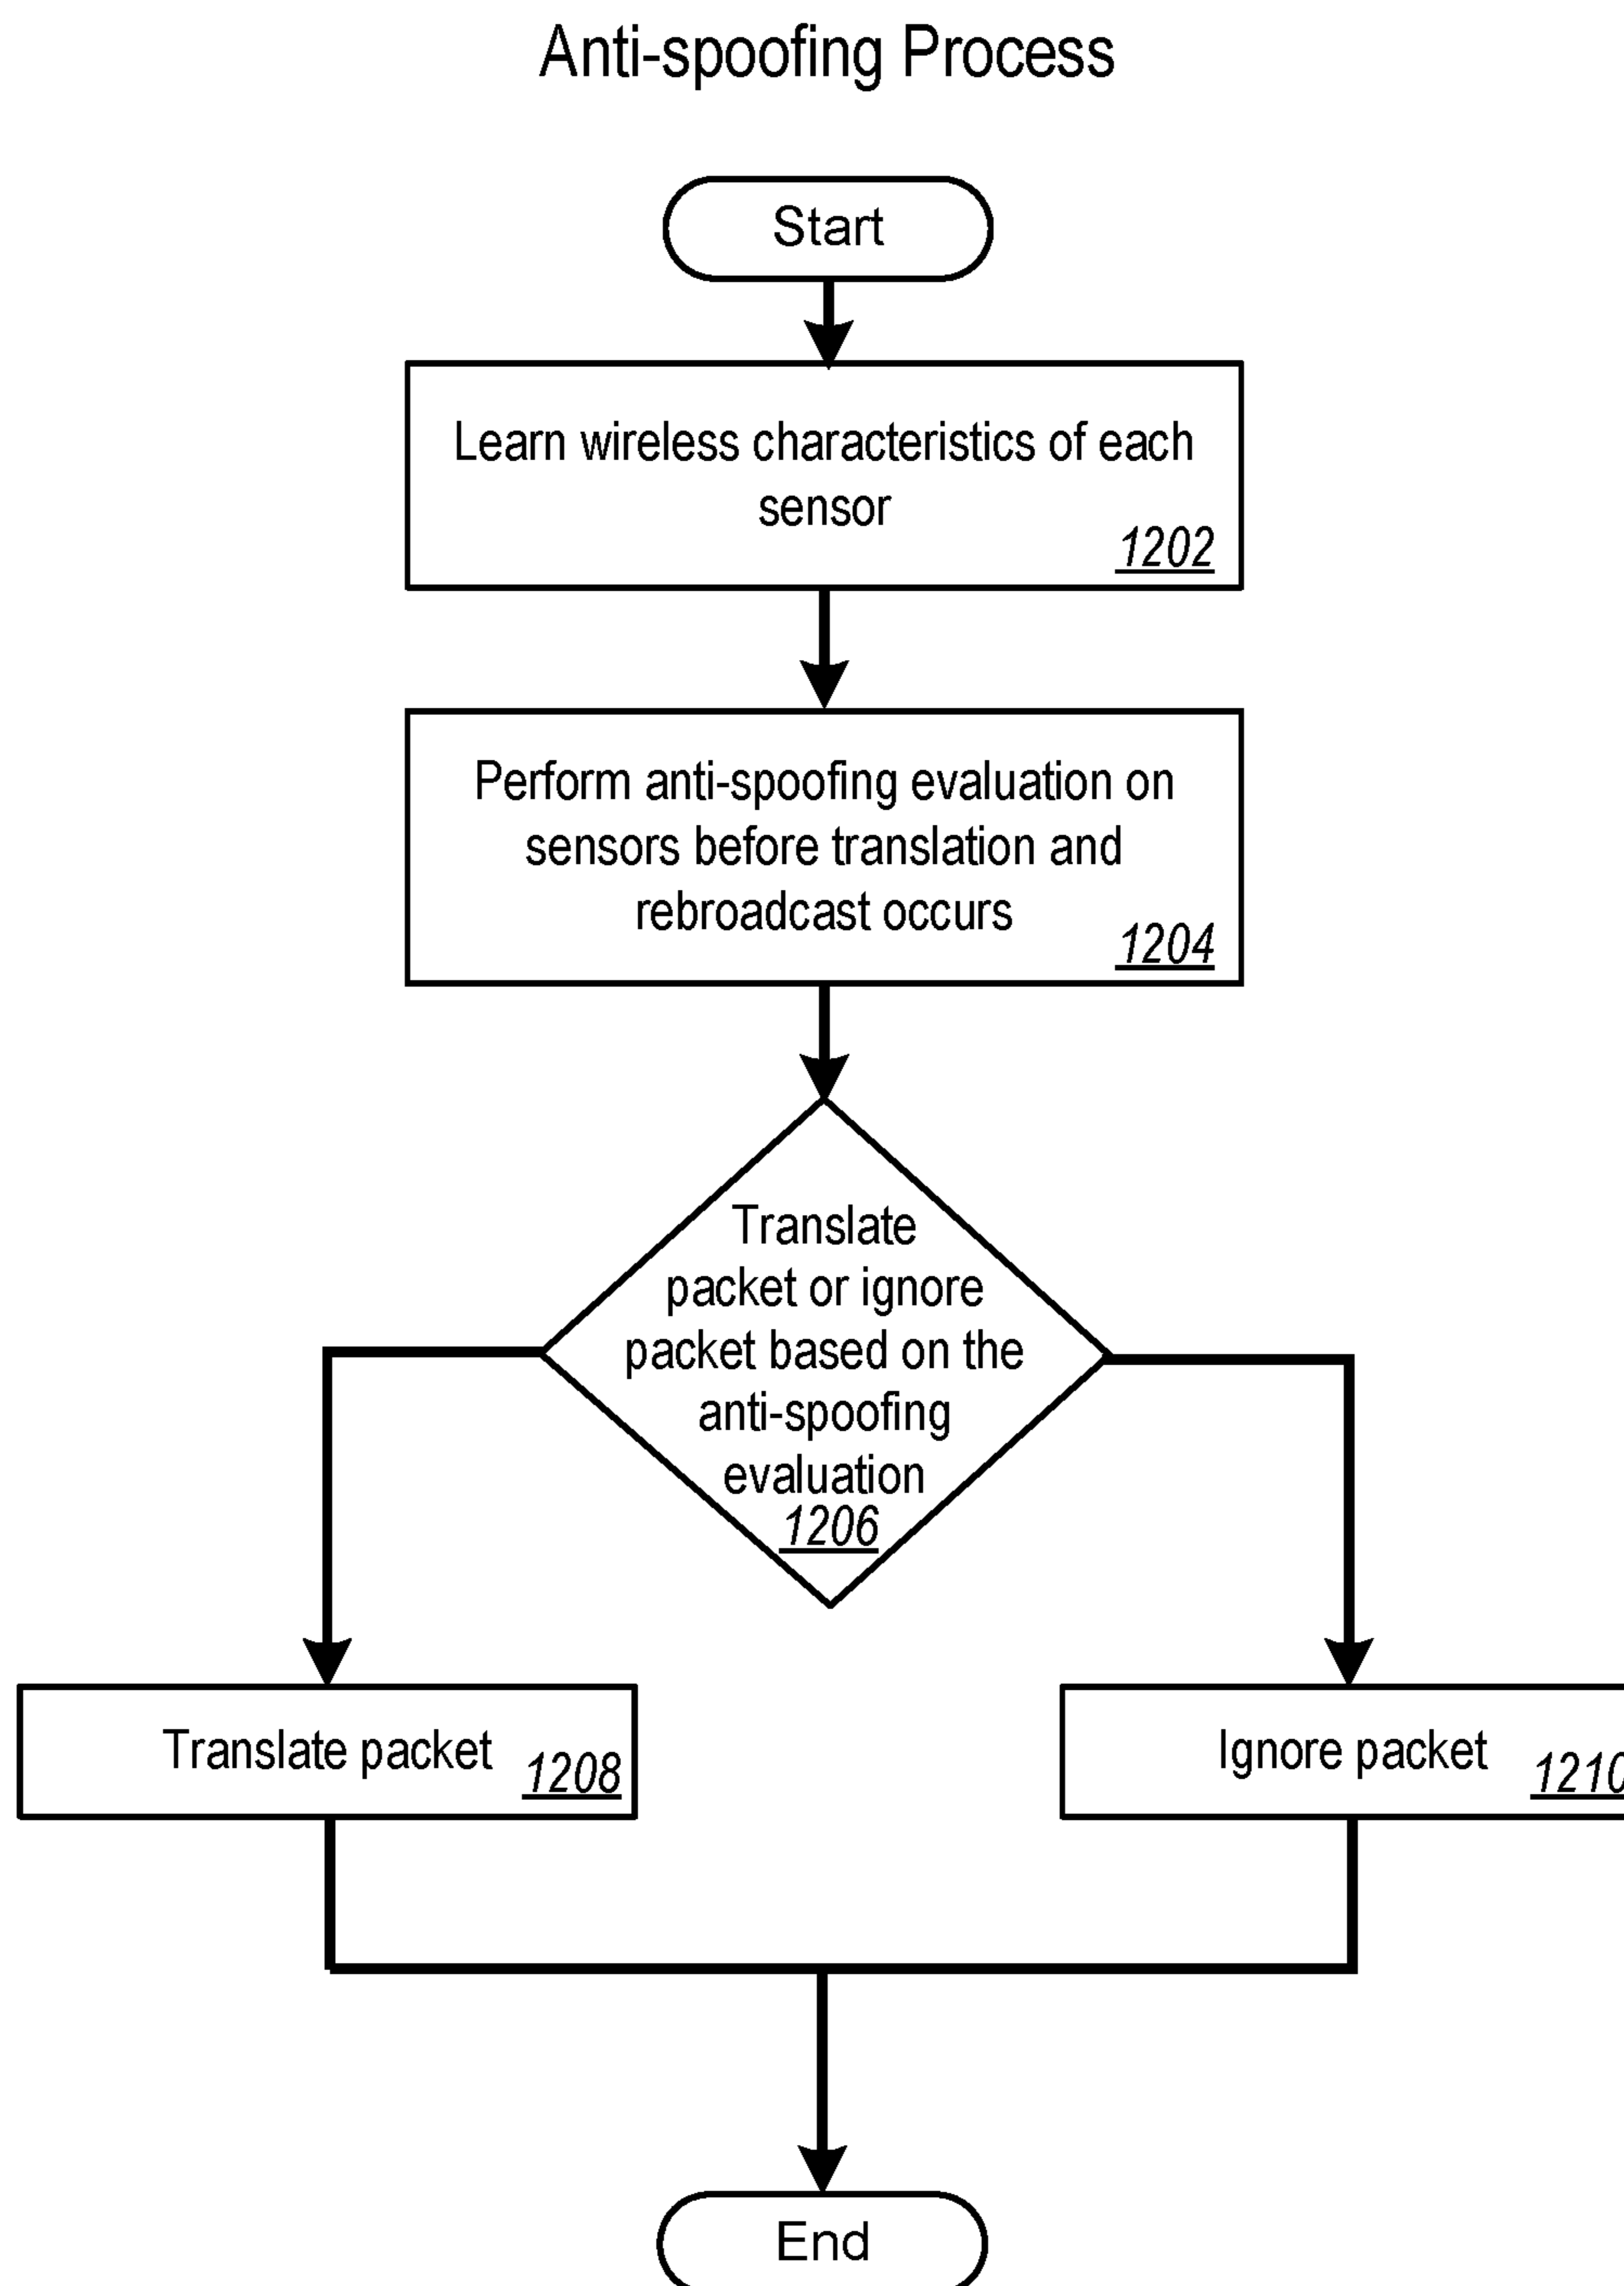 Anti-spoofing Process
Start
Learn wireless characteristics of each
sensor
1202
Perform anti-spoofing evaluation on
sensors before translation and
rebroadcast occurs
1204
Translate
packet or ignore
packet based on the
anti-spoofing
evaluation
1206
Translate packet
1208
Ignore packet
1210
End